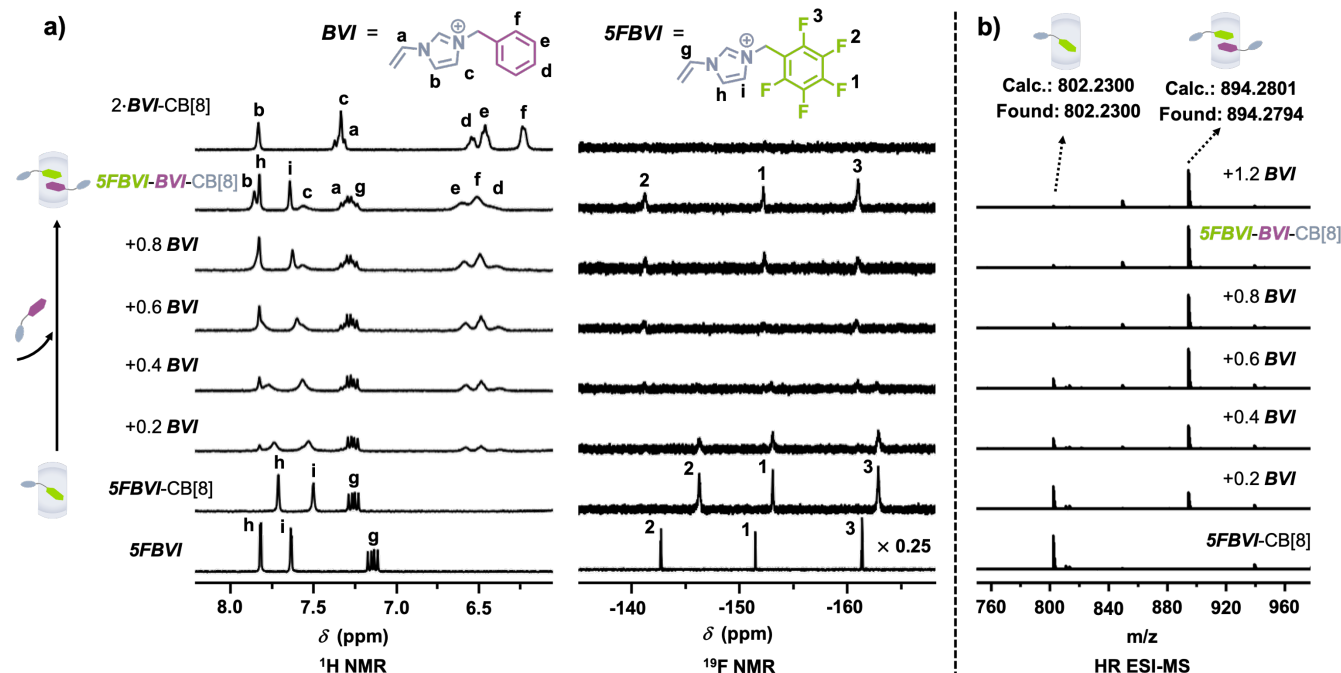 a)
BVI =
a
b
c
f
e
d
N
N
+
5FBVI =
g
h
i
N
N
+
F
F
F
F
F
3
2
1
2·BVI-CB[8]
b
c
a
d
e
f
5FBVI-BVI-CB[8]
b
h
i
c
a
g
e
f
d
2
1
3
+0.8 BVI
+0.6 BVI
+0.4 BVI
+0.2 BVI
5FBVI-CB[8]
h
i
g
2
1
3
5FBVI
h
i
g
2
1
3
× 0.25
8.0
7.5
7.0
6.5
δ (ppm)
¹H NMR
-140
-150
-160
δ (ppm)
¹⁹F NMR
b)
Calc.: 802.2300
Found: 802.2300
Calc.: 894.2801
Found: 894.2794
+1.2 BVI
5FBVI-BVI-CB[8]
+0.8 BVI
+0.6 BVI
+0.4 BVI
+0.2 BVI
5FBVI-CB[8]
760
800
840
880
920
960
m/z
HR ESI-MS